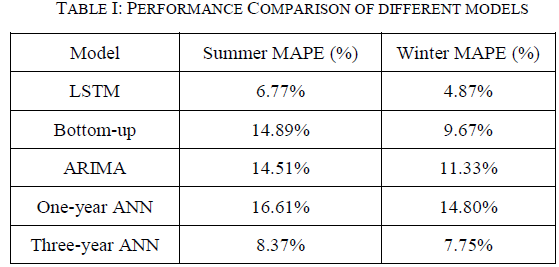 TABLE I: PERFORMANCE COMPARISON OF DIFFERENT MODELS
Model Summer MAPE (%) Winter MAPE (%)
LSTM 6.77% 4.87%
Bottom-up 14.89% 9.67%
ARIMA 14.51% 11.33%
One-year ANN 16.61% 14.80%
Three-year ANN 8.37% 7.75%